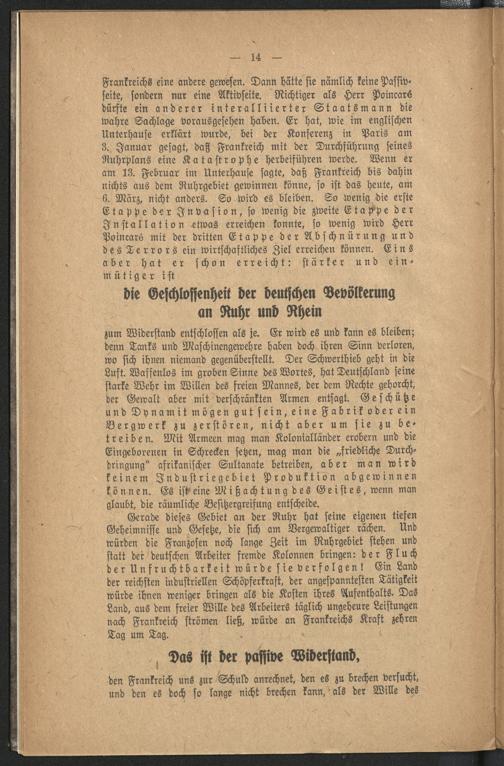 — 14 —
Frankreichs eine andere gewesen. Dann hätte sie nämlich keine Passiv-
seite, sondern nur eine Aktivseite. Richtiger als Herr Poincaré
dürfte ein anderer interalliierter Staatsmann die
wahre Sachlage vorausgesehen haben. Er hat, wie im englischen
Unterhause erklärt wurde, bei der Konferenz in Paris am
3. Januar gesagt, daß Frankreich mit der Durchführung seines
Ruhrplans eine Katastrophe herbeiführen werde. Wenn er
am 13. Februar im Unterhause sagte, daß Frankreich bis dahin
nichts aus dem Ruhrgebiet gewinnen könne, so ist das heute, am
6. März, nicht anders. So wird es bleiben. So wenig die erste
Etappe der Invasion, so wenig die zweite Etappe der
Installation etwas erreichen konnte, so wenig wird Herr
Poincaré mit der dritten Etappe der Abschnürung und
des Terrors ein wirtschaftliches Ziel erreichen können. Eins
aber hat er schon erreicht: stärker und ein-
mütiger ist
die Geschlossenheit der deutschen Bevölkerung
an Ruhr und Rhein
zum Widerstand entschlossen als je. Er wird es und kann es bleiben;
denn Tanks und Maschinengewehre haben doch ihren Sinn verloren,
wo sich ihnen niemand gegenüberstellt. Der Schwerthieb geht in die
Luft. Waffenlos im groben Sinne des Wortes, hat Deutschland seine
starke Wehr im Willen des freien Mannes, der dem Rechte gehorcht,
der Gewalt aber mit verschränkten Armen entsagt. Geschütze
und Dynamit mögen gut sein, eine Fabrik oder ein
Bergwerk zu zerstören, nicht aber um sie zu be-
treiben. Mit Armeen mag man Kolonialländer erobern und die
Eingeborenen in Schrecken setzen, mag man die „friedliche Durch-
dringung“ afrikanischer Sultanate betreiben, aber man wird
keinem Industriegebiet Produktion abgewinnen
können. Es ist eine Mißachtung des Geistes, wenn man
glaubt, die räumliche Besitzergreifung entscheide.
Gerade dieses Gebiet an der Ruhr hat seine eigenen tiefen
Geheimnisse und Gesetze, die sich am Vergewaltiger rächen. Und
würden die Franzosen noch lange Zeit im Ruhrgebiet stehen und
statt der deutschen Arbeiter fremde Kolonnen bringen: der Fluch
der Unfruchtbarkeit würde sie verfolgen! Ein Land
der reichsten industriellen Schöpferkraft, der angespanntesten Tätigkeit
würde ihnen weniger bringen als die Kosten ihres Aufenthalts. Das
Land, aus dem freier Wille des Arbeiters täglich ungeheure Leistungen
nach Frankreich strömen ließ, würde an Frankreichs Kraft zehren
Tag um Tag.
Das ist der passive Widerstand,
den Frankreich uns zur Schuld anrechnet, den es zu brechen versucht,
und den es doch so lange nicht brechen kann, als der Wille des